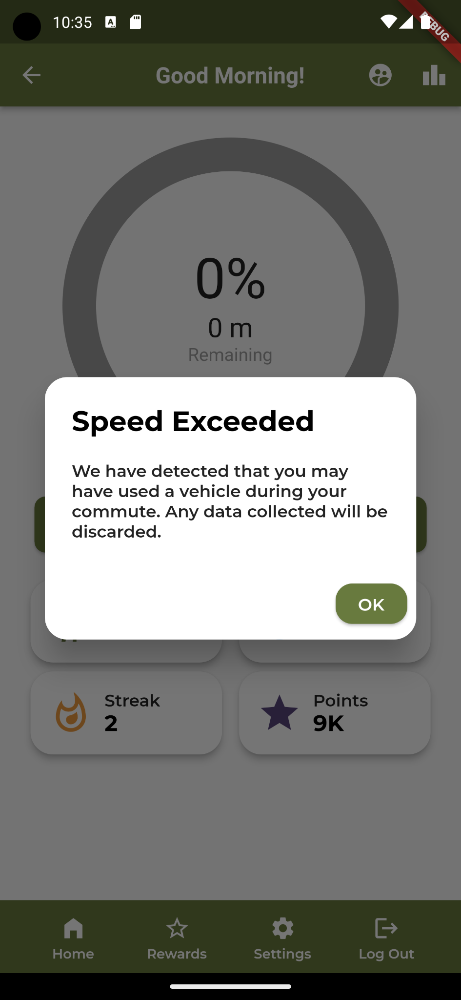 10:35
A
DEBUG
Good Morning!
0%
0 m
Remaining
Speed Exceeded
We have detected that you may
have used a vehicle during your
commute. Any data collected will be
discarded.
OK
Streak
2
Points
9K
Home
Rewards
Settings
Log Out